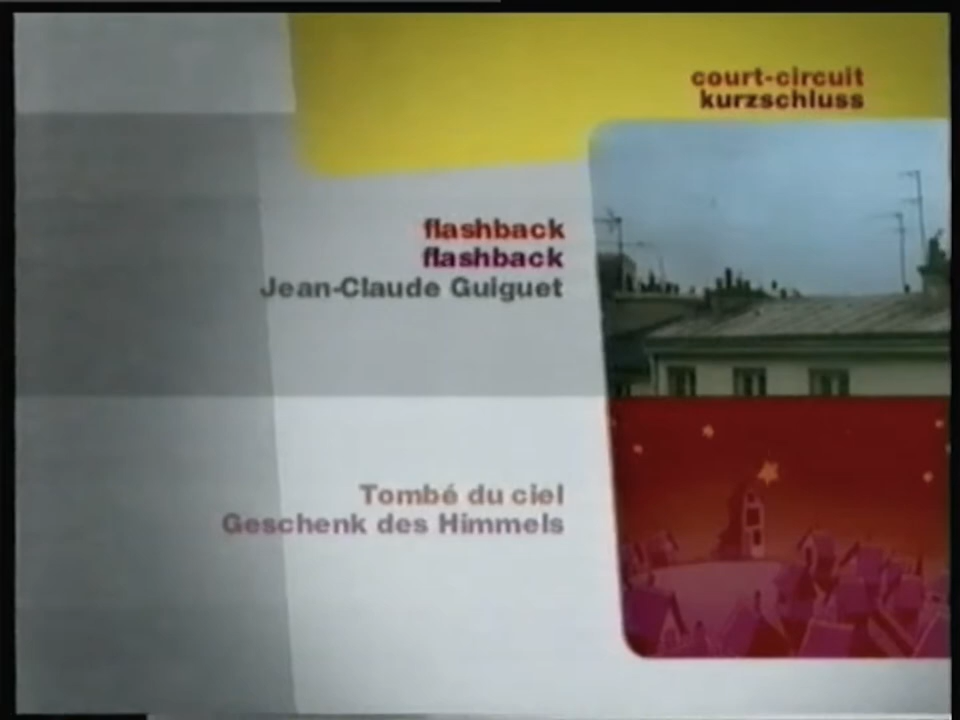 court-circuit
kurzschluss
flashback
flashback
Jean-Claude Guiguet
Tombé du ciel
Geschenk des Himmels